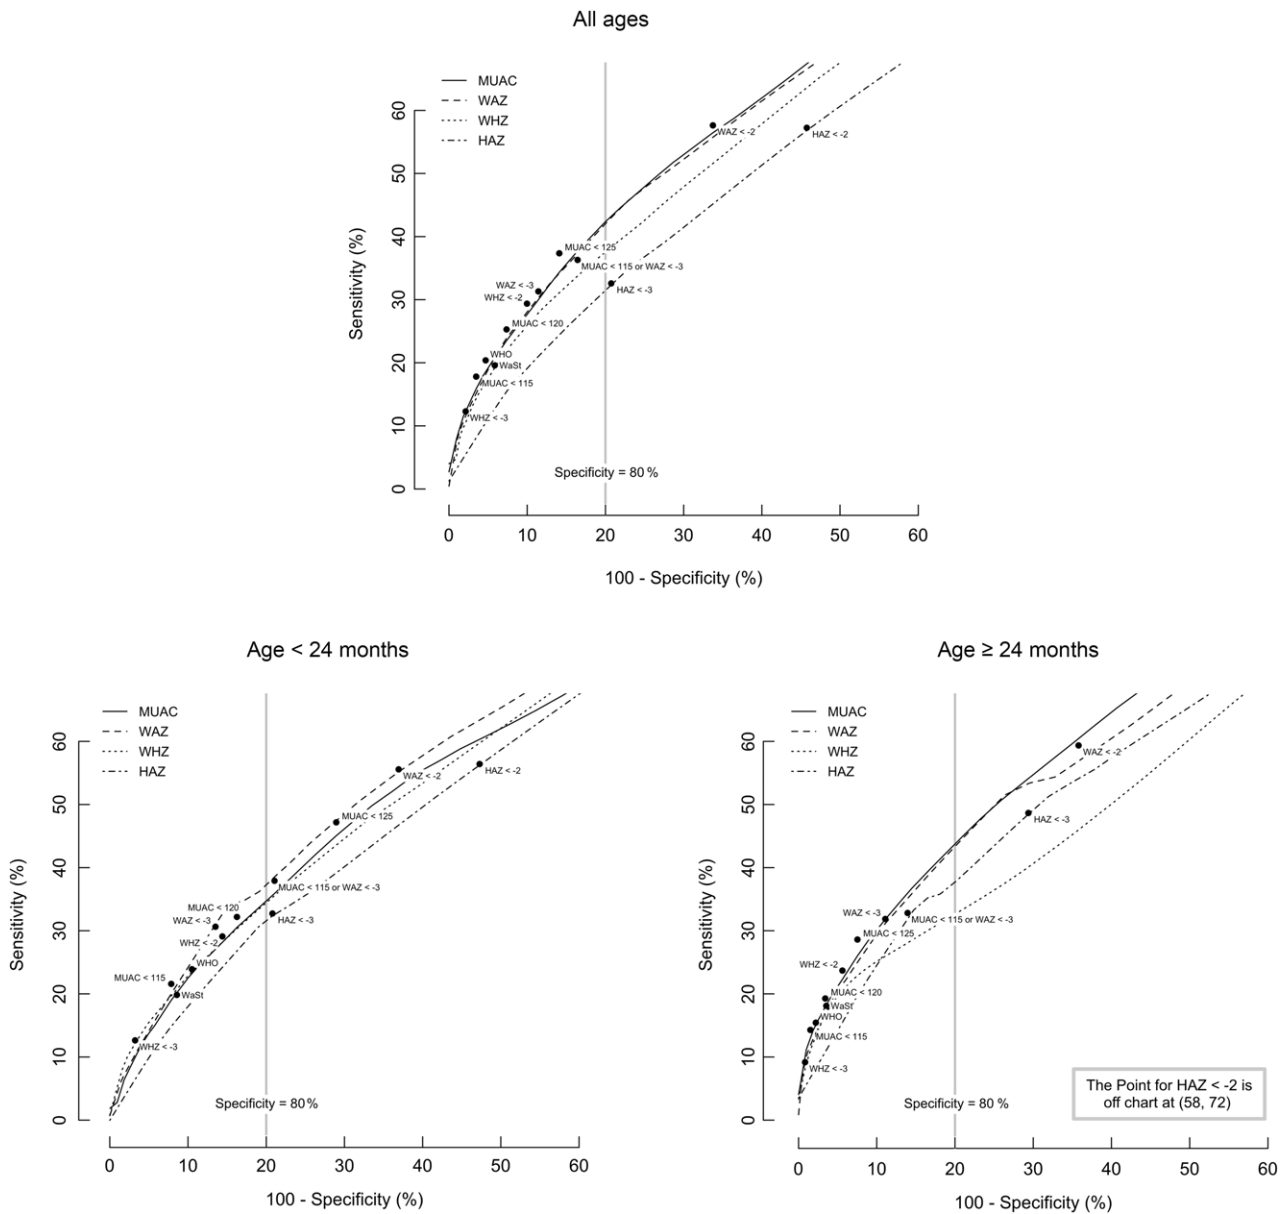 All ages
MUAC
WAZ
WHZ
HAZ
Sensitivity (%)
0
10
20
30
40
50
60
WAZ < -2
HAZ < -2
MUAC < 125
MUAC < 115 or WAZ < -3
WAZ < -3
WHZ < -2
HAZ < -3
MUAC < 120
WHO
WaSt
MUAC < 115
WHZ < -3
Specificity = 80 %
0 10 20 30 40 50 60
100 - Specificity (%)
Age < 24 months
MUAC
WAZ
WHZ
HAZ
Sensitivity (%)
0
10
20
30
40
50
60
WAZ < -2
HAZ < -2
MUAC < 125
MUAC < 115 or WAZ < -3
MUAC < 120
WAZ < -3
HAZ < -3
WHZ < -2
WHO
MUAC < 115
WaSt
WHZ < -3
Specificity = 80 %
0 10 20 30 40 50 60
100 - Specificity (%)
Age ≥ 24 months
MUAC
WAZ
WHZ
HAZ
Sensitivity (%)
0
10
20
30
40
50
60
WAZ < -2
HAZ < -3
WAZ < -3
MUAC < 115 or WAZ < -3
MUAC < 125
WHZ < -2
MUAC < 120
WaSt
WHO
MUAC < 115
WHZ < -3
The Point for HAZ < -2 is
off chart at (58, 72)
Specificity = 80 %
0 10 20 30 40 50 60
100 - Specificity (%)